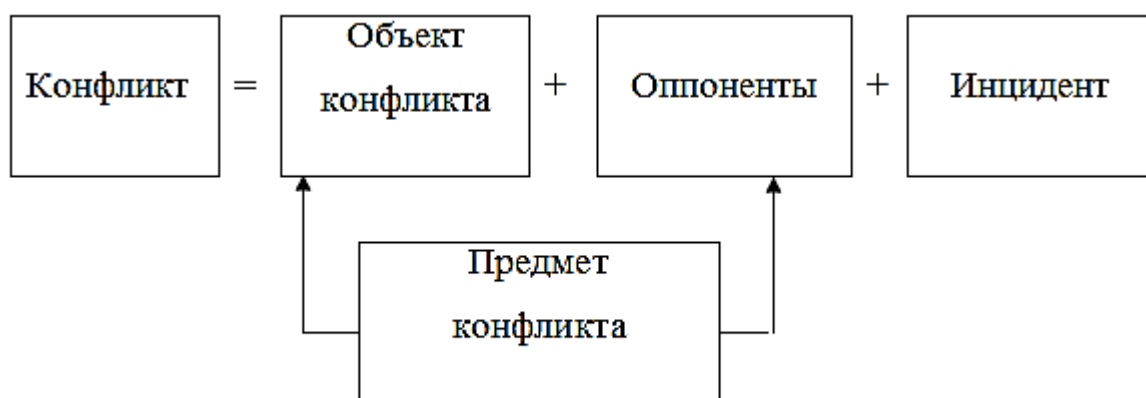 Конфликт = Объект конфликта + Оппоненты + Инцидент
Предмет
конфликта